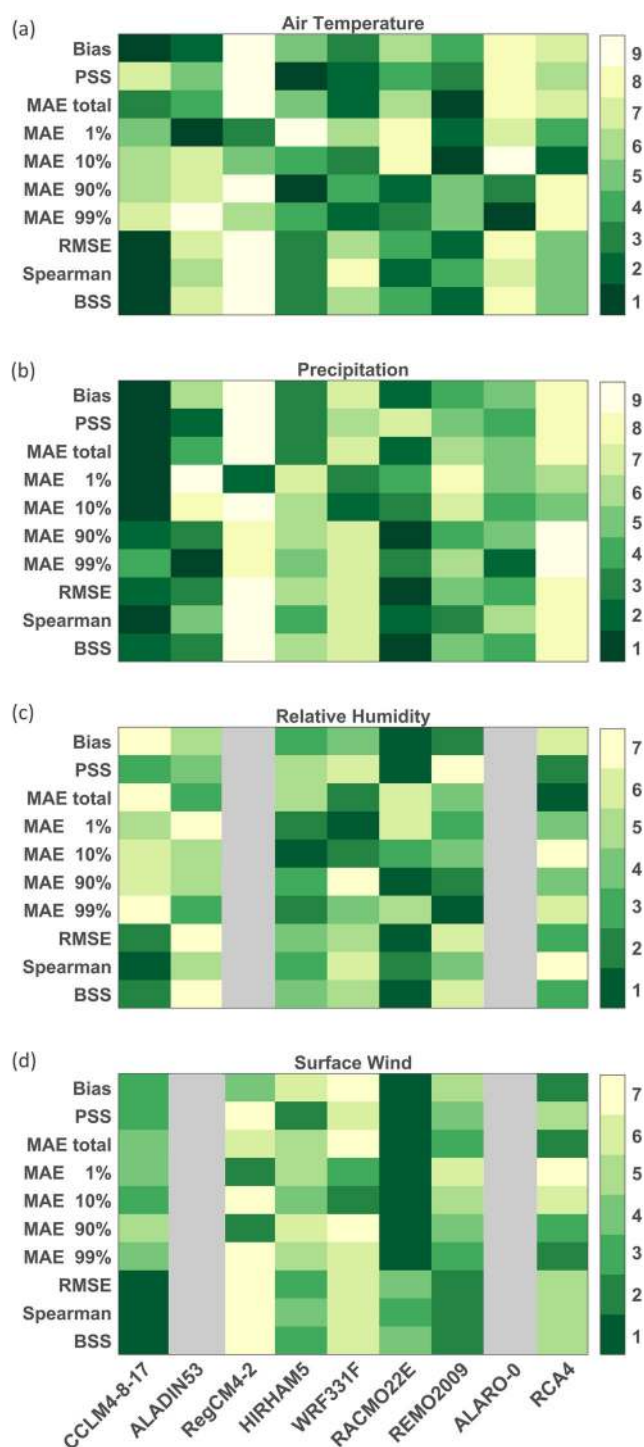 (a)
Air Temperature
Bias
PSS
MAE total
MAE 1%
MAE 10%
MAE 90%
MAE 99%
RMSE
Spearman
BSS
9
8
7
6
5
4
3
2
1
(b)
Precipitation
Bias
PSS
MAE total
MAE 1%
MAE 10%
MAE 90%
MAE 99%
RMSE
Spearman
BSS
9
8
7
6
5
4
3
2
1
(c)
Relative Humidity
Bias
PSS
MAE total
MAE 1%
MAE 10%
MAE 90%
MAE 99%
RMSE
Spearman
BSS
7
6
5
4
3
2
1
(d)
Surface Wind
Bias
PSS
MAE total
MAE 1%
MAE 10%
MAE 90%
MAE 99%
RMSE
Spearman
BSS
7
6
5
4
3
2
1
CCLM4-8-17
ALADIN53
RegCM4-2
HIRHAM5
WRF331F
RACMO22E
REMO2009
ALARO-0
RCA4